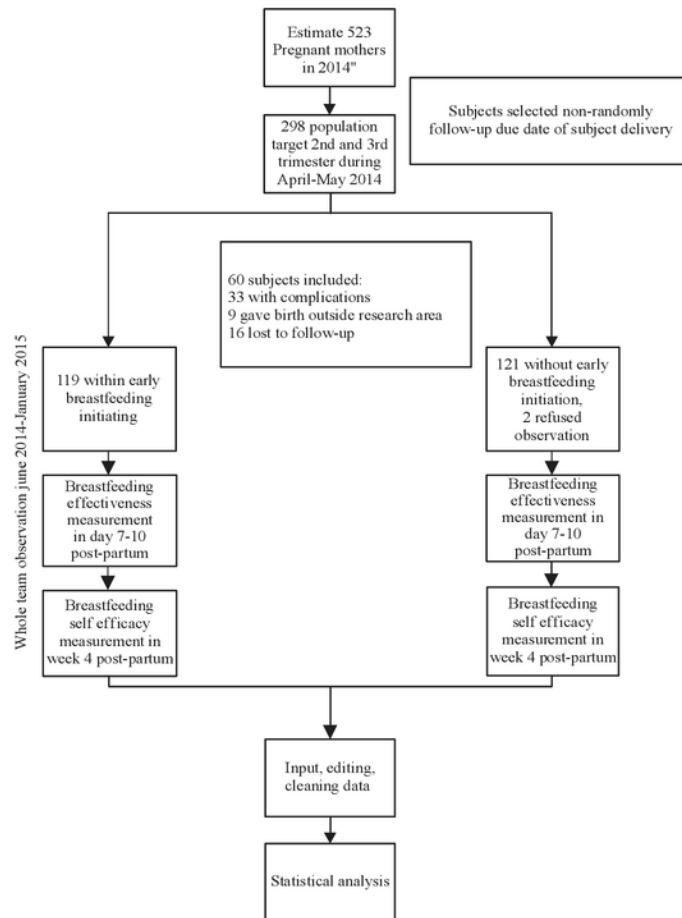 Estimate 523
Pregnant mothers
in 2014"
Subjects selected non-randomly
follow-up due date of subject delivery
298 population
target 2nd and 3rd
trimester during
April-May 2014
60 subjects included:
33 with complications
9 gave birth outside research area
16 lost to follow-up
Whole team observation june 2014-January 2015
119 within early
breastfeeding
initiating
121 without early
breastfeeding
initiation,
2 refused
observation
Breastfeeding
effectiveness
measurement
in day 7-10
post-partum
Breastfeeding
effectiveness
measurement in
day 7-10
post-partum
Breastfeeding
self efficacy
measurement in
week 4 post-partum
Breastfeeding
self efficacy
measurement in
week 4 post-partum
Input, editing,
cleaning data
Statistical analysis